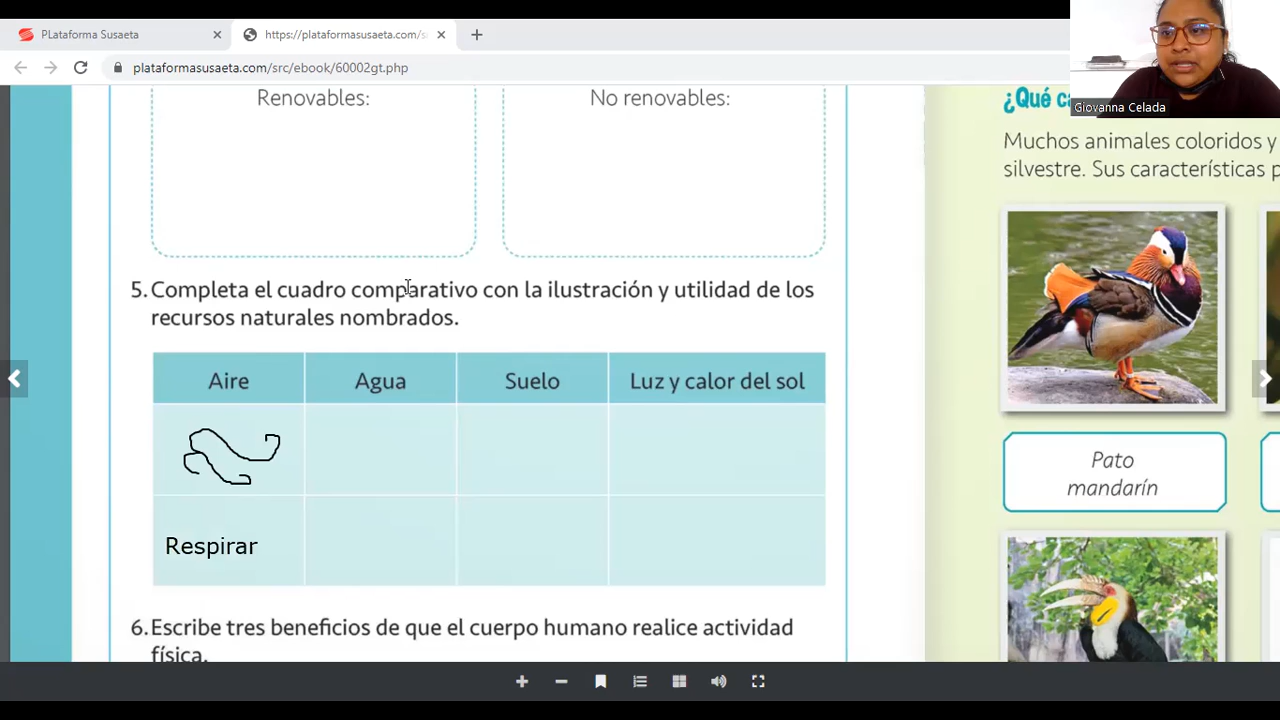 PLataforma Susaeta
https://plataformasusaeta.com/s
plataformasusaeta.com/src/ebook/60002gt.php
Giovanna Celada
Renovables:
No renovables:
5. Completa el cuadro comparativo con la ilustración y utilidad de los
recursos naturales nombrados.
Aire
Agua
Suelo
Luz y calor del sol
Respirar
6. Escribe tres beneficios de que el cuerpo humano realice actividad
física.
¿Qué
Muchos animales coloridos y
silvestre. Sus características
Pato
mandarín